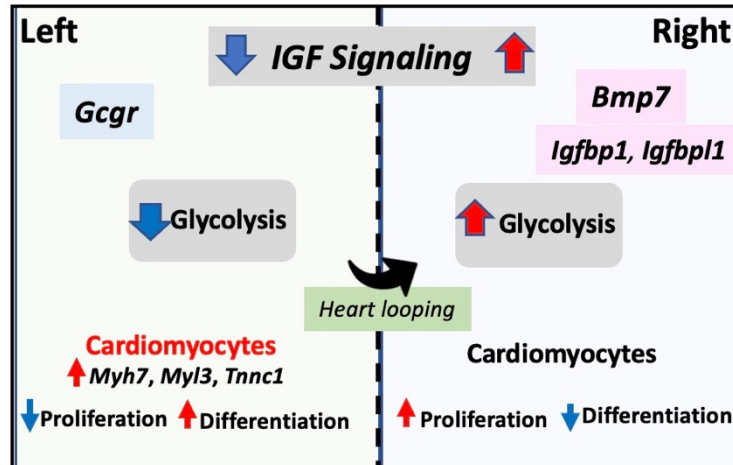 Left
Right
IGF Signaling
Gcgr
Bmp7
Igfbp1, Igfbpl1
Glycolysis
Glycolysis
Heart looping
Cardiomyocytes
Myh7, Myl3, Tnnc1
Proliferation Differentiation
Cardiomyocytes
Proliferation Differentiation